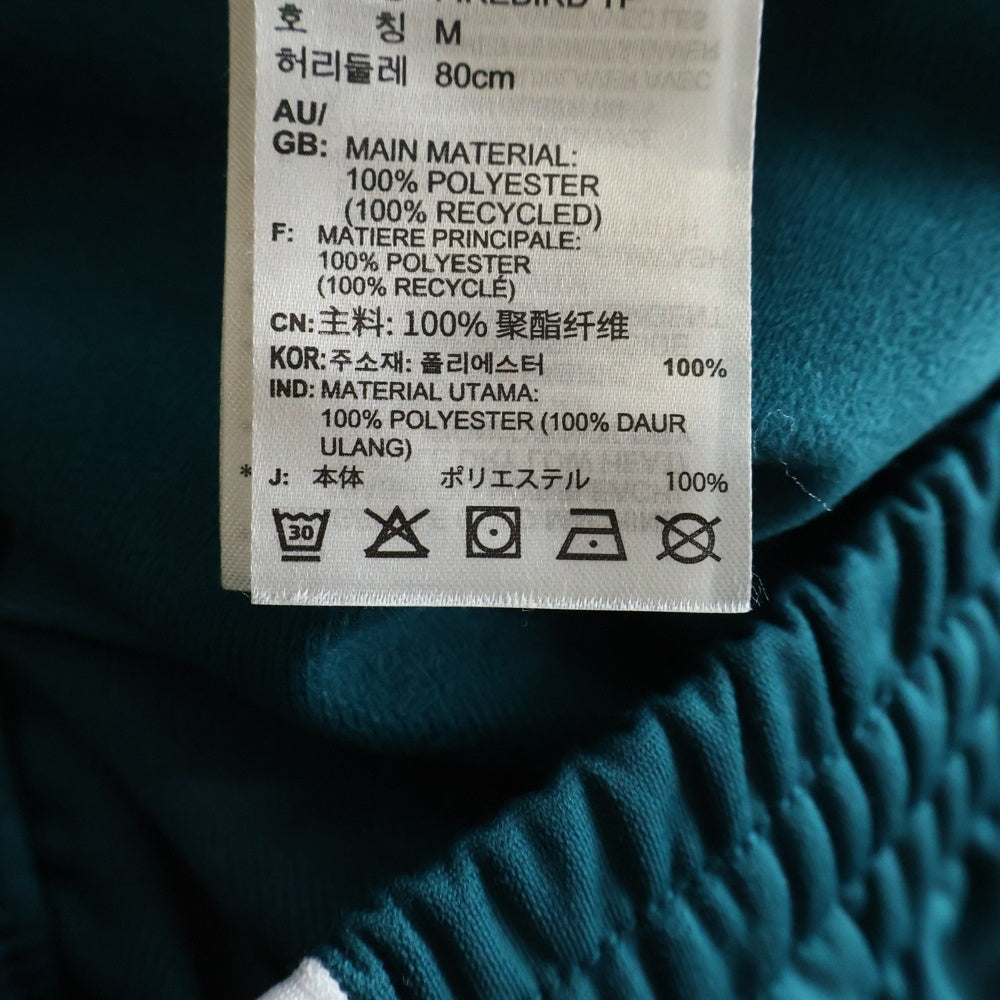 FIREBIRD TP
호 칭 M
허리둘레 80cm
AU/
GB: MAIN MATERIAL:
100% POLYESTER
(100% RECYCLED)
F: MATIERE PRINCIPALE:
100% POLYESTER
(100% RECYCLÉ)
CN: 主料: 100% 聚酯纤维
KOR: 주소재: 폴리에스터 100%
IND: MATERIAL UTAMA:
100% POLYESTER (100% DAUR
ULANG)
J: 本体 ポリエステル 100%
30